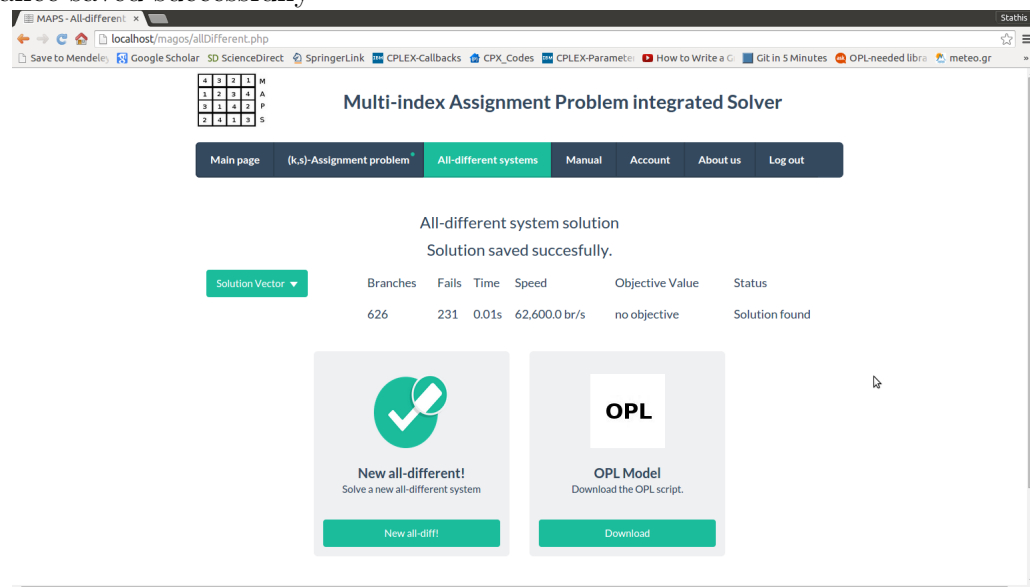 MAPS - All-different ×
Stathis
localhost/magos/allDifferent.php
Save to Mendeley Google Scholar SD ScienceDirect SpringerLink CPLEX-Callbacks CPX_Codes CPLEX-Parameter How to Write a G Git in 5 Minutes OPL-needed libra meteo.gr »
4 3 2 1 M
1 2 3 4 A
3 1 4 2 P
2 4 1 3 S
Multi-index Assignment Problem integrated Solver
Main page (k,s)-Assignment problem* All-different systems Manual Account About us Log out
All-different system solution
Solution saved succesfully.
Solution Vector
Branches Fails Time Speed Objective Value Status
626 231 0.01s 62,600.0 br/s no objective Solution found
OPL
New all-different!
Solve a new all-different system
New all-diff!
OPL Model
Download the OPL script.
Download